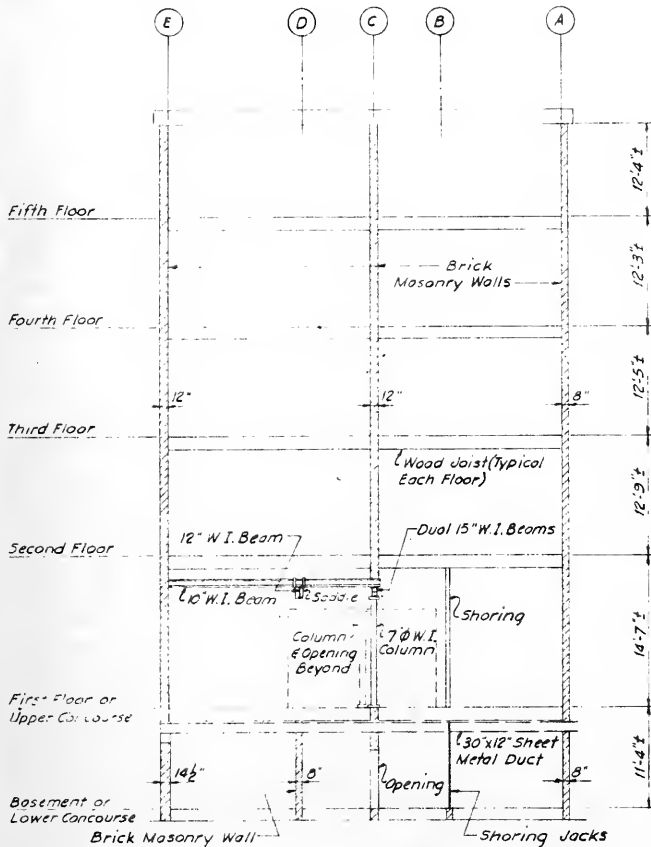 E D C B A
12'-4"±
Fifth Floor
12'-3"±
Brick
Masonry Walls
Fourth Floor
12'-5"±
12" 12" 8"
Third Floor
Wood Joist (Typical
Each Floor)
12'-9"±
12" W.I. Beam
Dual 15" W.I. Beams
Second Floor
10" W.I. Beam
Saddle
Shoring
Column
& Opening
Beyond
7"Φ W.I.
Column
14'-7"±
First Floor or
Upper Concourse
30"x12" Sheet
Metal Duct
14½" 8" 8"
Opening
11'-4"±
Basement or
Lower Concourse
Brick Masonry Wall
Shoring Jacks